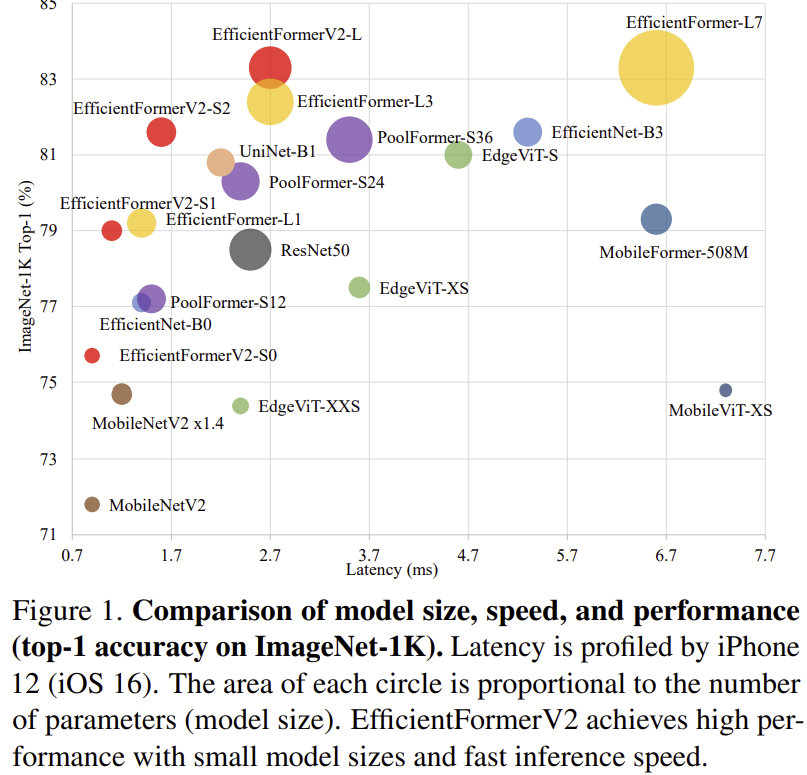 85
EfficientFormer-L7
EfficientFormerV2-L
83
EfficientFormer-L3
EfficientFormerV2-S2
PoolFormer-S36
EfficientNet-B3
81
UniNet-B1
EdgeViT-S
PoolFormer-S24
EfficientFormerV2-S1
EfficientFormer-L1
79
ResNet50
MobileFormer-508M
EdgeViT-XS
77
PoolFormer-S12
EfficientNet-B0
EfficientFormerV2-S0
75
EdgeViT-XXS
MobileViT-XS
MobileNetV2 x1.4
73
MobileNetV2
71
ImageNet-1K Top-1 (%)
0.7 1.7 2.7 3.7 4.7 5.7 6.7 7.7
Latency (ms)
Figure 1. Comparison of model size, speed, and performance
(top-1 accuracy on ImageNet-1K). Latency is profiled by iPhone
12 (iOS 16). The area of each circle is proportional to the number
of parameters (model size). EfficientFormerV2 achieves high per-
formance with small model sizes and fast inference speed.